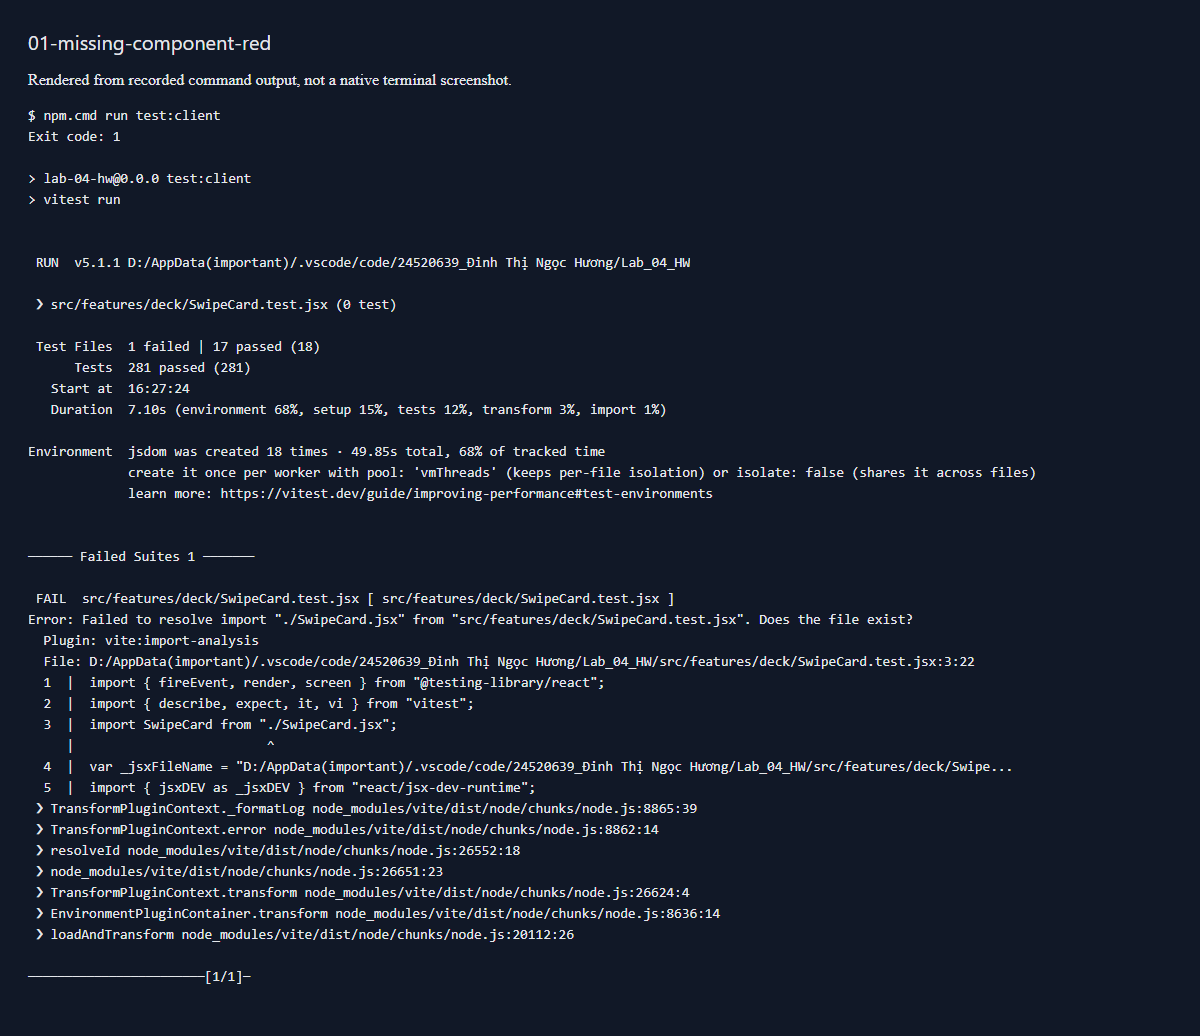 01-missing-component-red
Rendered from recorded command output, not a native terminal screenshot.
$ npm.cmd run test:client
Exit code: 1
> lab-04-hw@0.0.0 test:client
> vitest run
RUN  v5.1.1 D:/AppData(important)/.vscode/code/24520639_Đinh Thị Ngọc Hương/Lab_04_HW
❯ src/features/deck/SwipeCard.test.jsx (0 test)
Test Files  1 failed | 17 passed (18)
Tests  281 passed (281)
Start at  16:27:24
Duration  7.10s (environment 68%, setup 15%, tests 12%, transform 3%, import 1%)
Environment  jsdom was created 18 times · 49.85s total, 68% of tracked time
create it once per worker with pool: 'vmThreads' (keeps per-file isolation) or isolate: false (shares it across files)
learn more: https://vitest.dev/guide/improving-performance#test-environments
────── Failed Suites 1 ───────
FAIL  src/features/deck/SwipeCard.test.jsx [ src/features/deck/SwipeCard.test.jsx ]
Error: Failed to resolve import "./SwipeCard.jsx" from "src/features/deck/SwipeCard.test.jsx". Does the file exist?
Plugin: vite:import-analysis
File: D:/AppData(important)/.vscode/code/24520639_Đinh Thị Ngọc Hương/Lab_04_HW/src/features/deck/SwipeCard.test.jsx:3:22
1  |  import { fireEvent, render, screen } from "@testing-library/react";
2  |  import { describe, expect, it, vi } from "vitest";
3  |  import SwipeCard from "./SwipeCard.jsx";
|                         ^
4  |  var _jsxFileName = "D:/AppData(important)/.vscode/code/24520639_Đinh Thị Ngọc Hương/Lab_04_HW/src/features/deck/Swipe...
5  |  import { jsxDEV as _jsxDEV } from "react/jsx-dev-runtime";
❯ TransformPluginContext._formatLog node_modules/vite/dist/node/chunks/node.js:8865:39
❯ TransformPluginContext.error node_modules/vite/dist/node/chunks/node.js:8862:14
❯ resolveId node_modules/vite/dist/node/chunks/node.js:26552:18
❯ node_modules/vite/dist/node/chunks/node.js:26651:23
❯ TransformPluginContext.transform node_modules/vite/dist/node/chunks/node.js:26624:4
❯ EnvironmentPluginContainer.transform node_modules/vite/dist/node/chunks/node.js:8636:14
❯ loadAndTransform node_modules/vite/dist/node/chunks/node.js:20112:26
───────────────────────[1/1]─